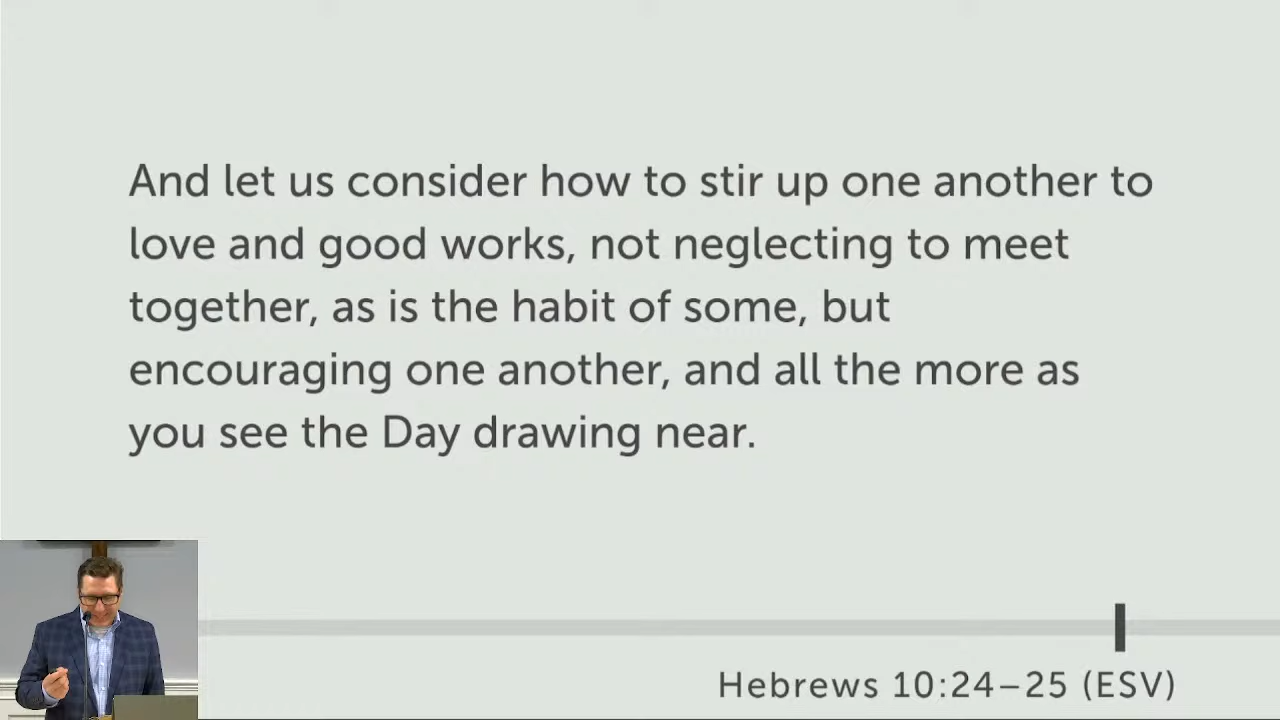 And let us consider how to stir up one another to
love and good works, not neglecting to meet
together, as is the habit of some, but
encouraging one another, and all the more as
you see the Day drawing near.
Hebrews 10:24–25 (ESV)